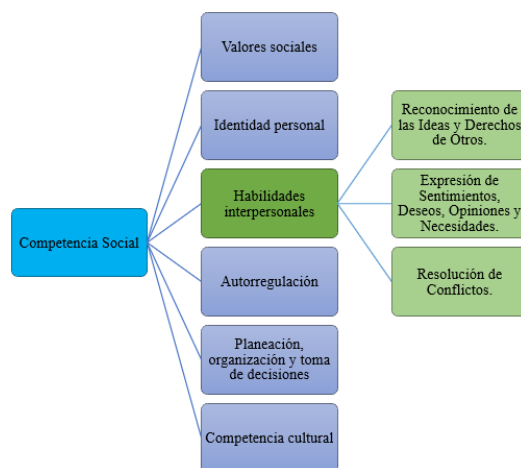 Valores sociales
Identidad personal
Habilidades
interpersonales
Competencia Social
Autorregulación
Planeación,
organización y toma
de decisiones
Competencia cultural
Reconocimiento de
las Ideas y Derechos
de Otros.
Expresión de
Sentimientos,
Deseos, Opiniones y
Necesidades.
Resolución de
Conflictos.